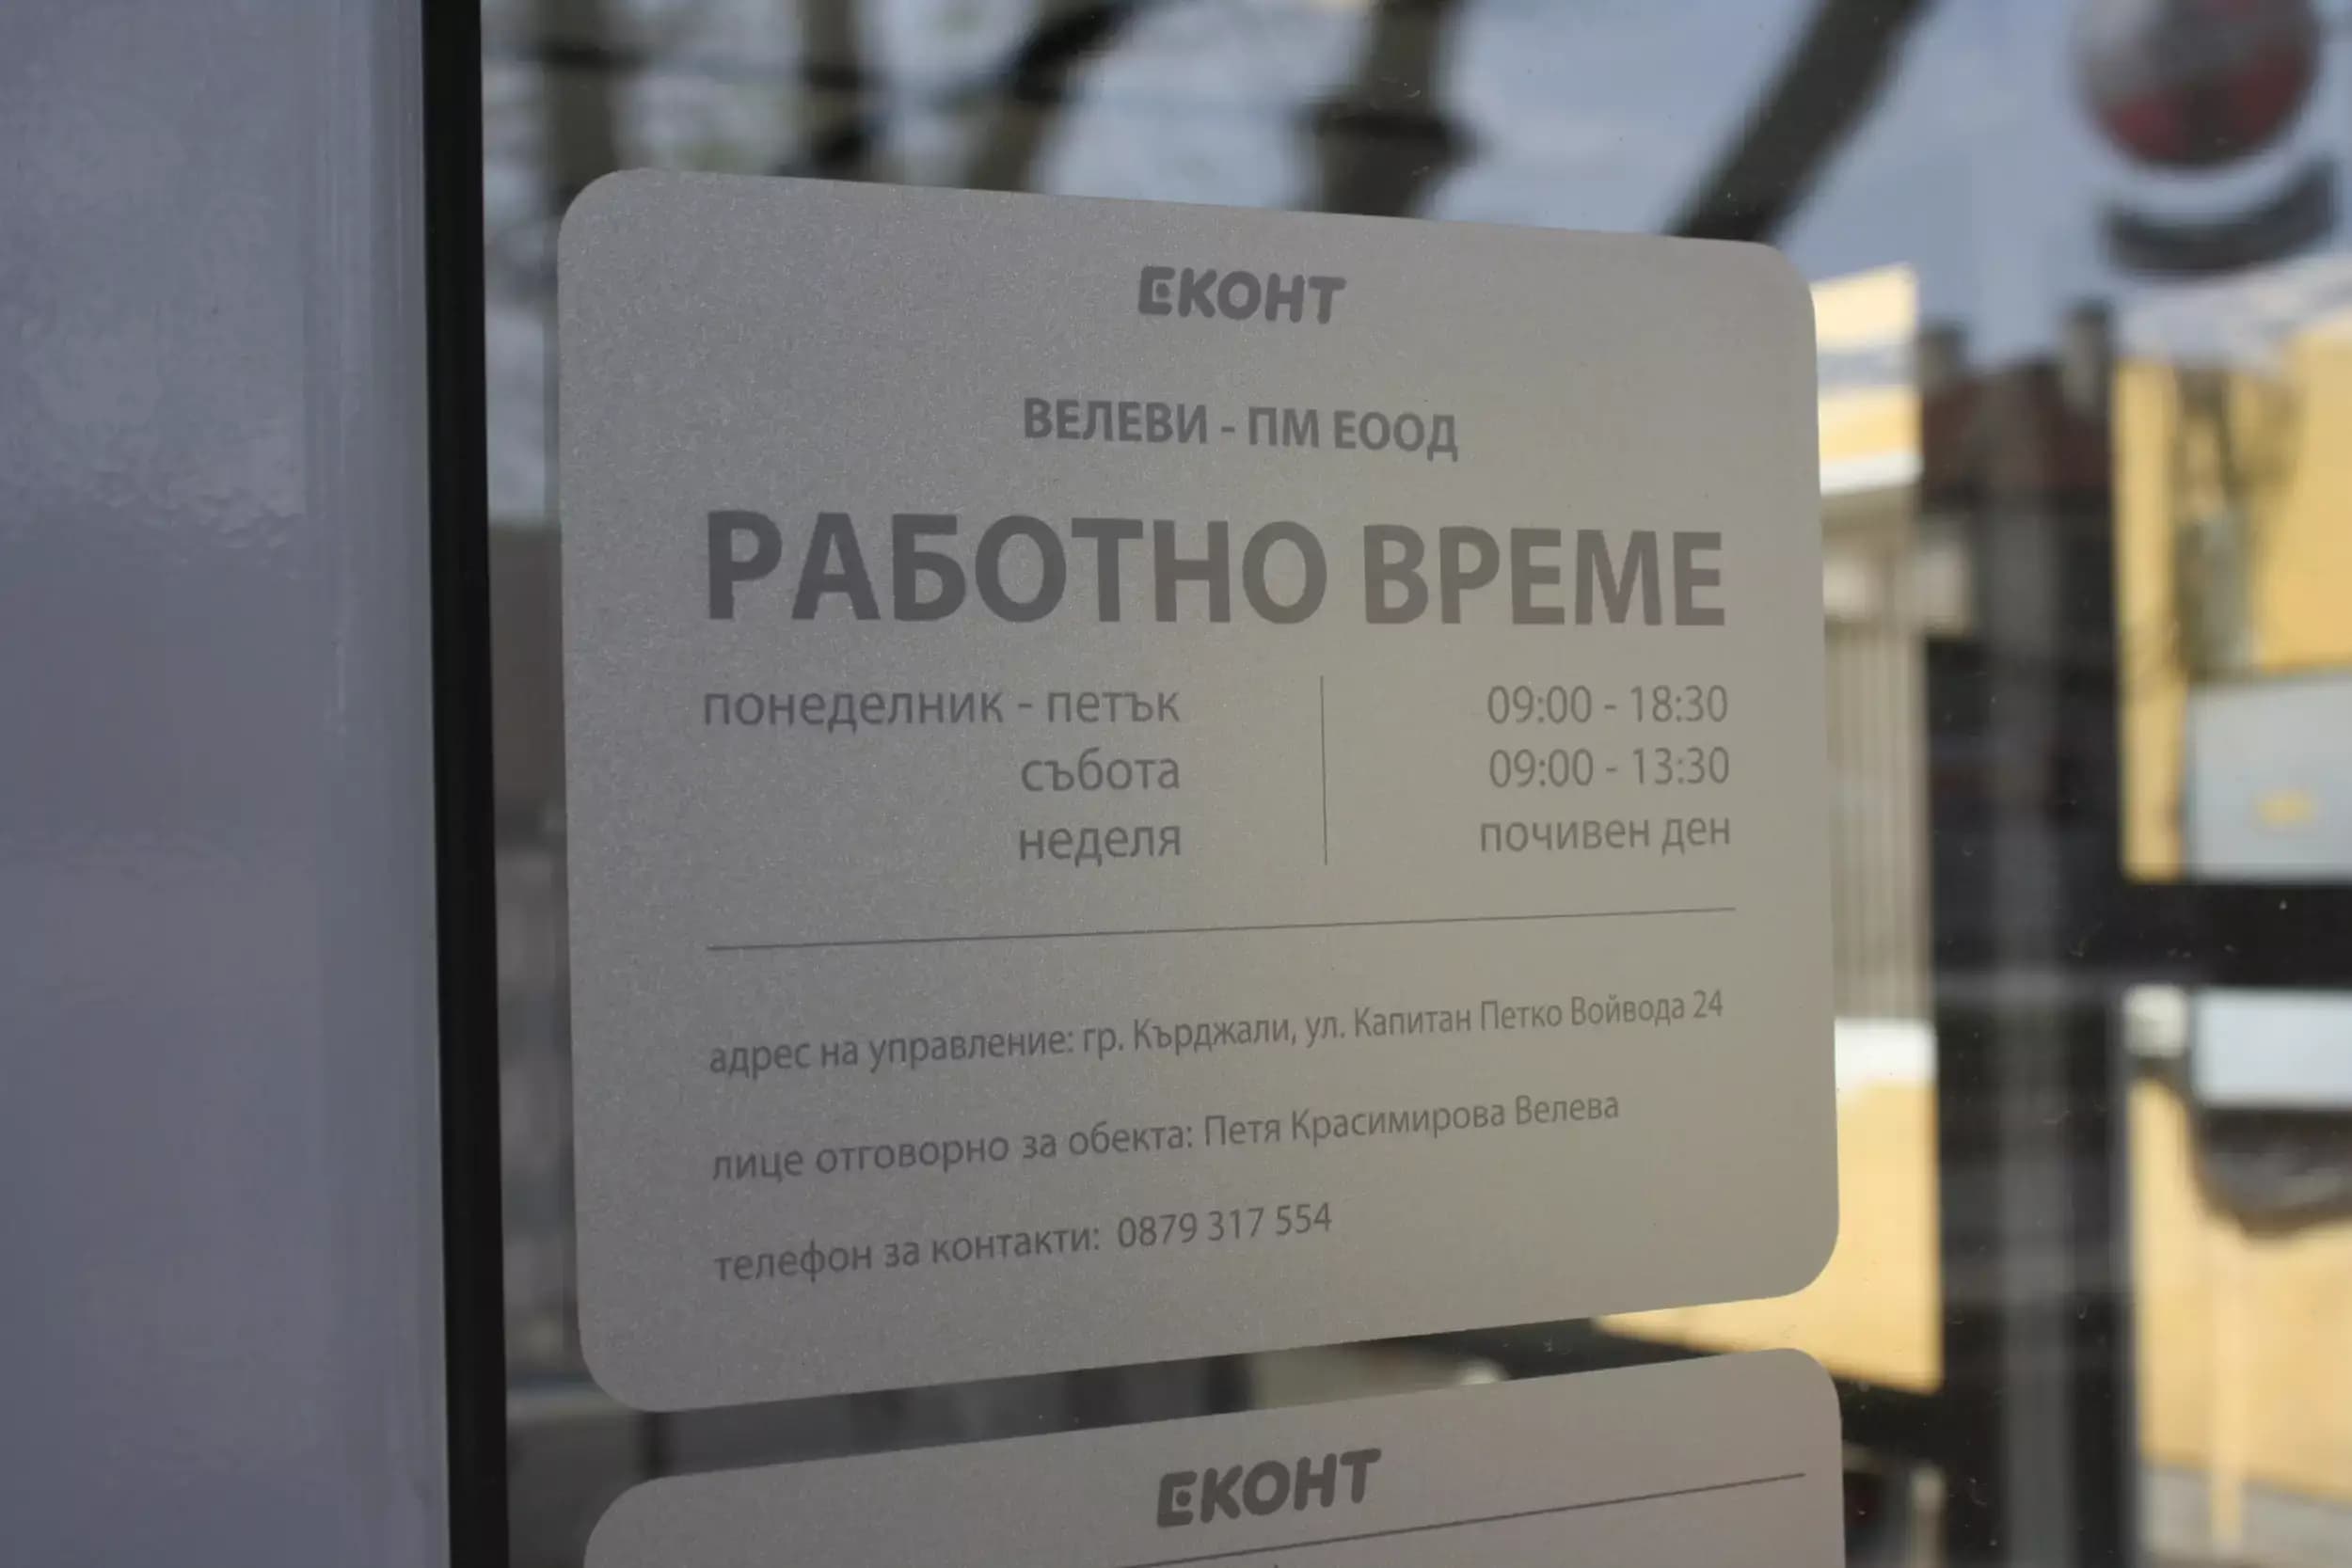 ЕКОНТ
ВЕЛЕВИ - ПМ ЕООД
РАБОТНО ВРЕМЕ
понеделник - петък 09:00 - 18:30
събота 09:00 - 13:30
неделя почивен ден
адрес на управление: гр. Кърджали, ул. Капитан Петко Войвода 24
лице отговорно за обекта: Петя Красимирова Велева
телефон за контакти: 0879 317 554
ЕКОНТ